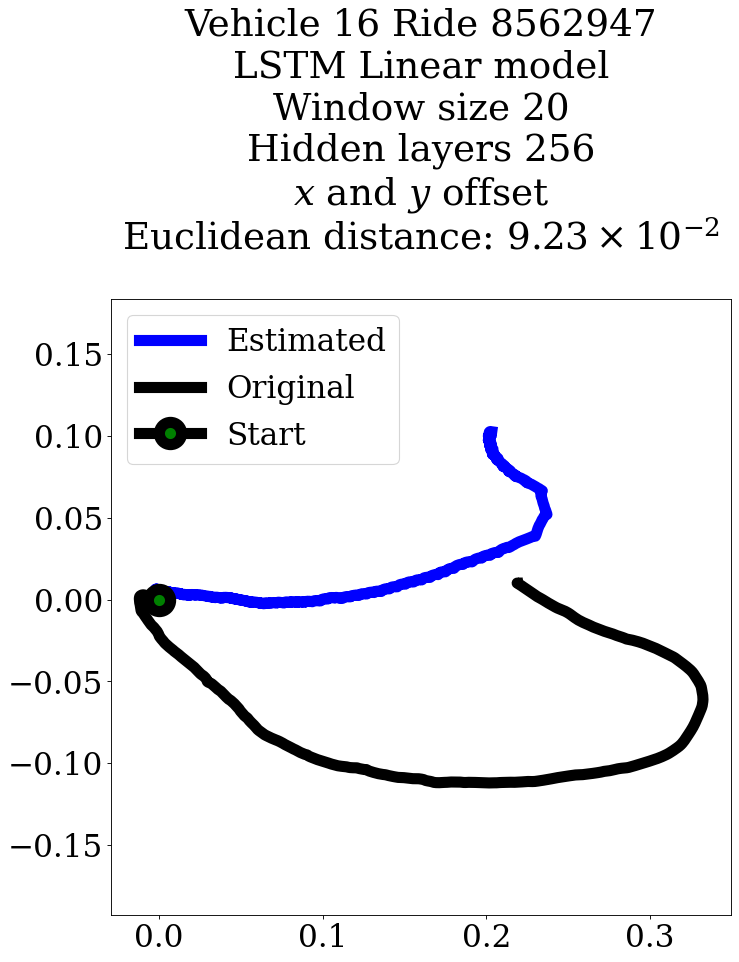 Vehicle 16 Ride 8562947
LSTM Linear model
Window size 20
Hidden layers 256
x and y offset
Euclidean distance: 9.23 × 10⁻²
Estimated
Original
Start
0.15
0.10
0.05
0.00
−0.05
−0.10
−0.15
0.0 0.1 0.2 0.3